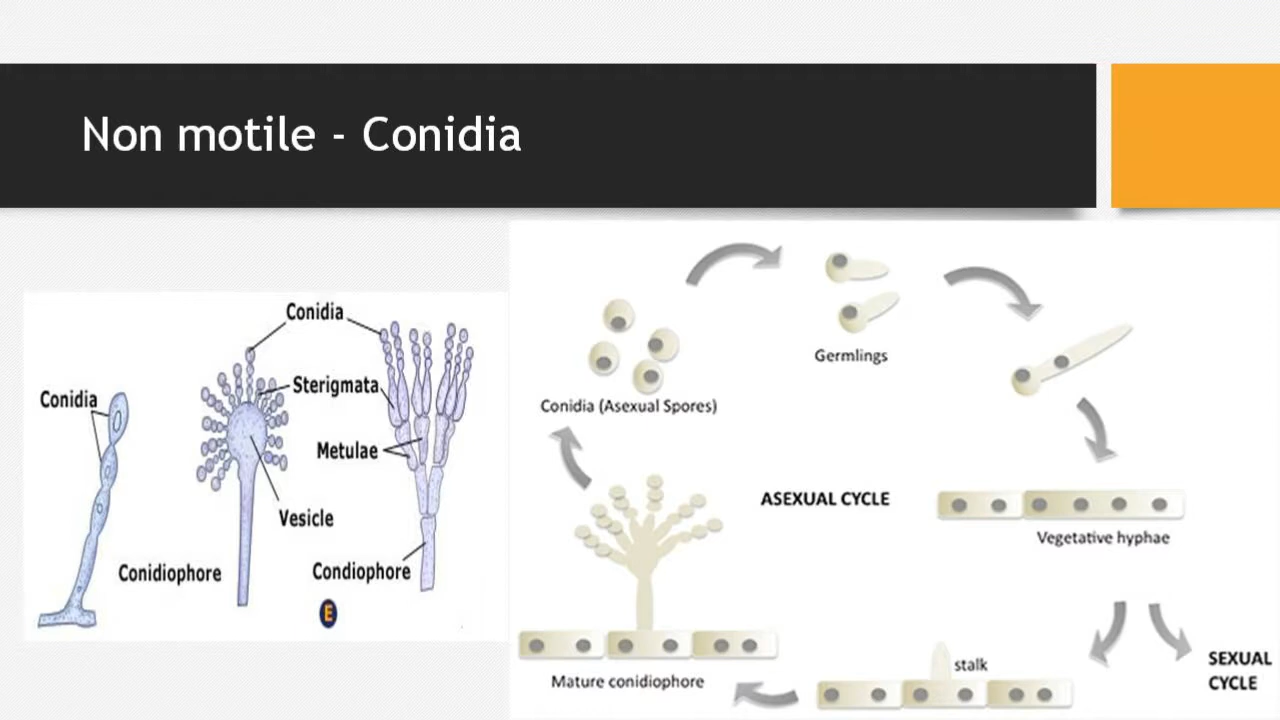 Non motile - Conidia
Conidia
Sterigmata
Conidia
Metulae
Vesicle
Conidiophore
Condiophore
E
Germlings
Conidia (Asexual Spores)
ASEXUAL CYCLE
Vegetative hyphae
stalk
SEXUAL
CYCLE
Mature conidiophore